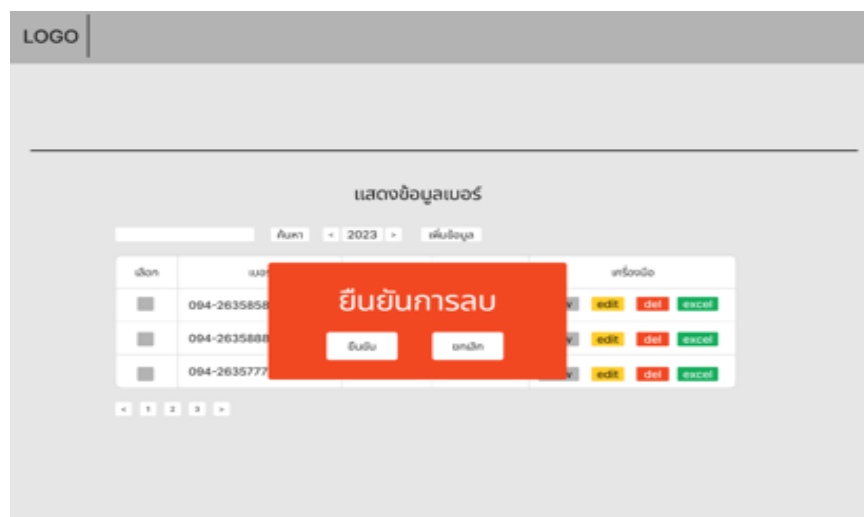 LOGO
แสดงข้อมูลเบอร์
ค้นหา < 2023 > เพิ่มข้อมูล
เลือก เครื่องมือ
ยืนยันการลบ
ยืนยัน ยกเลิก
094-2635858 edit del excel
094-2635888 edit del excel
094-2635777 edit del excel
< 1 2 3 >